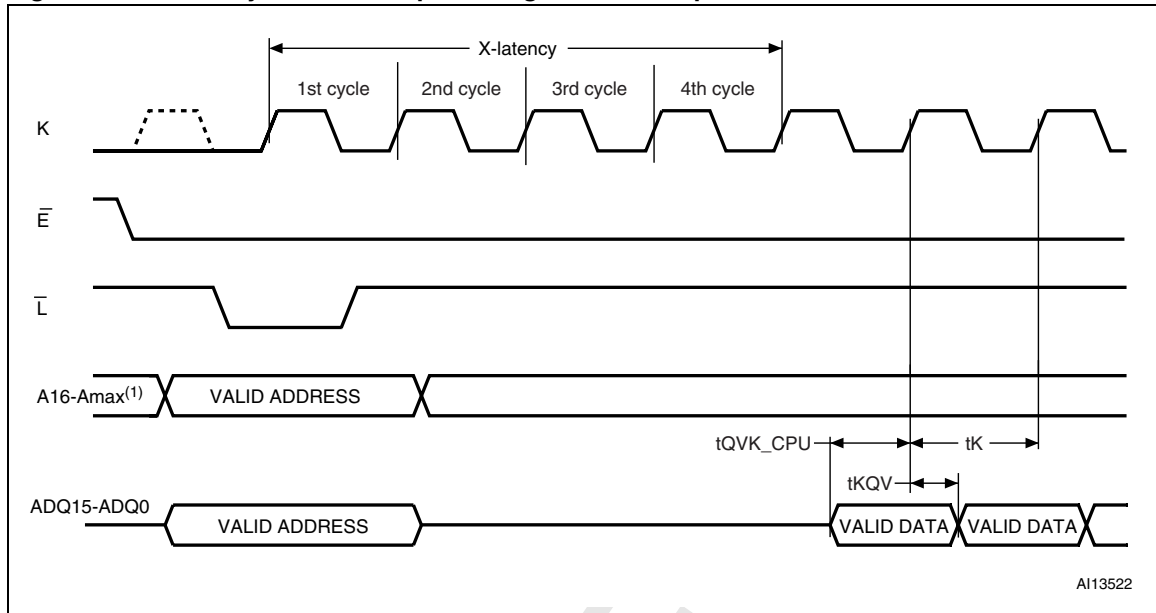 X-latency
1st cycle
2nd cycle
3rd cycle
4th cycle
K
E
L
A16-Amax(1)
VALID ADDRESS
tQVK_CPU
tK
tKQV
ADQ15-ADQ0
VALID ADDRESS
VALID DATA
VALID DATA
AI13522